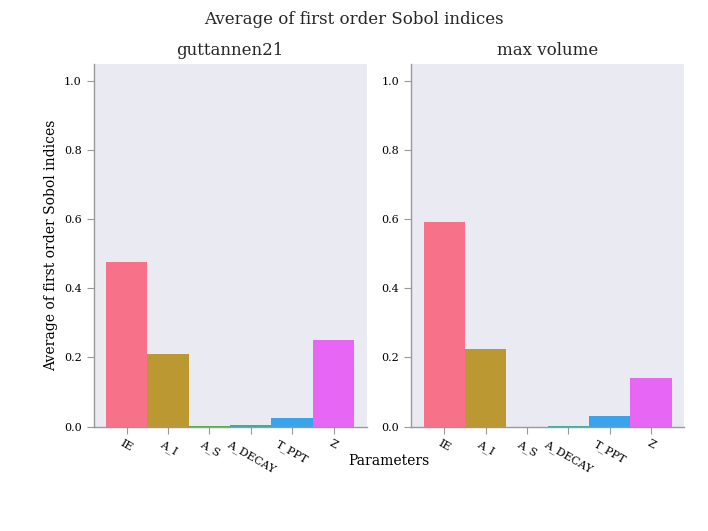 Average of first order Sobol indices
guttannen21
max volume
Average of first order Sobol indices
1.0
0.8
0.6
0.4
0.2
0.0
IE
A_I
A_S
A_DECAY
T_PPT
Z
1.0
0.8
0.6
0.4
0.2
0.0
IE
A_I
A_S
A_DECAY
T_PPT
Z
Parameters